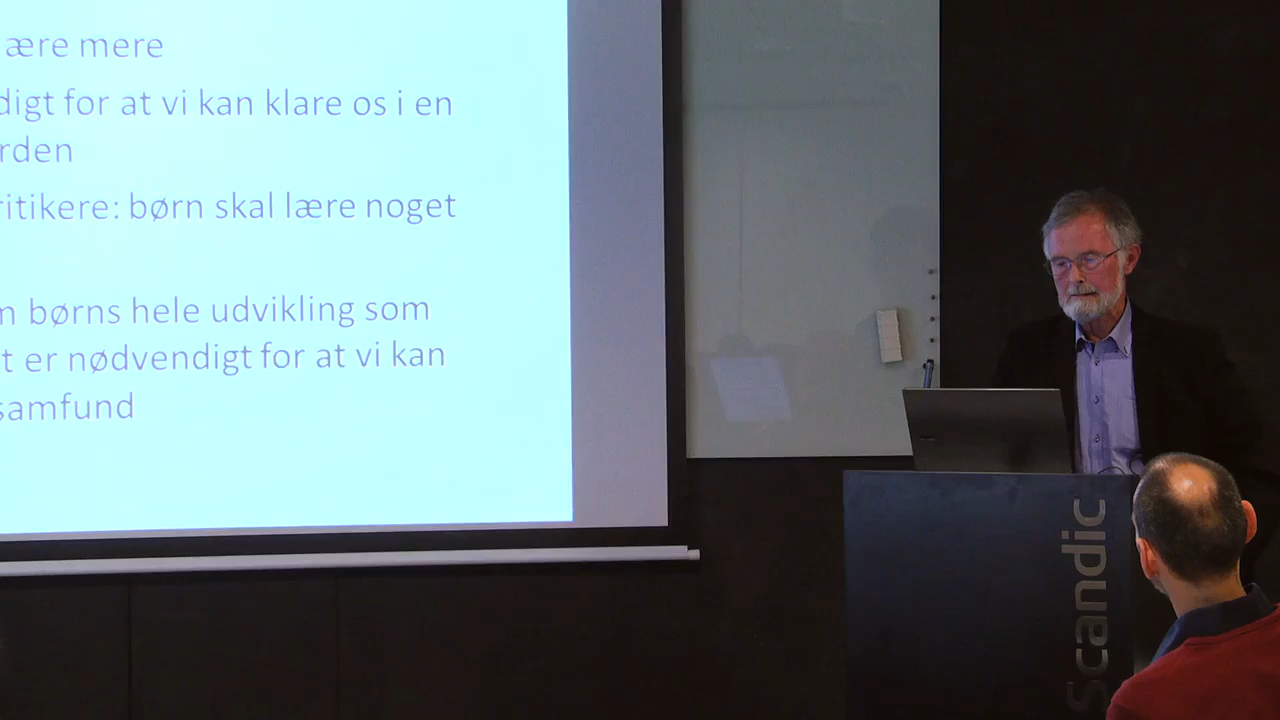 ære mere
digt for at vi kan klare os i en
rden
ritikere: børn skal lære noget
n børns hele udvikling som
t er nødvendigt for at vi kan
samfund
Scandic